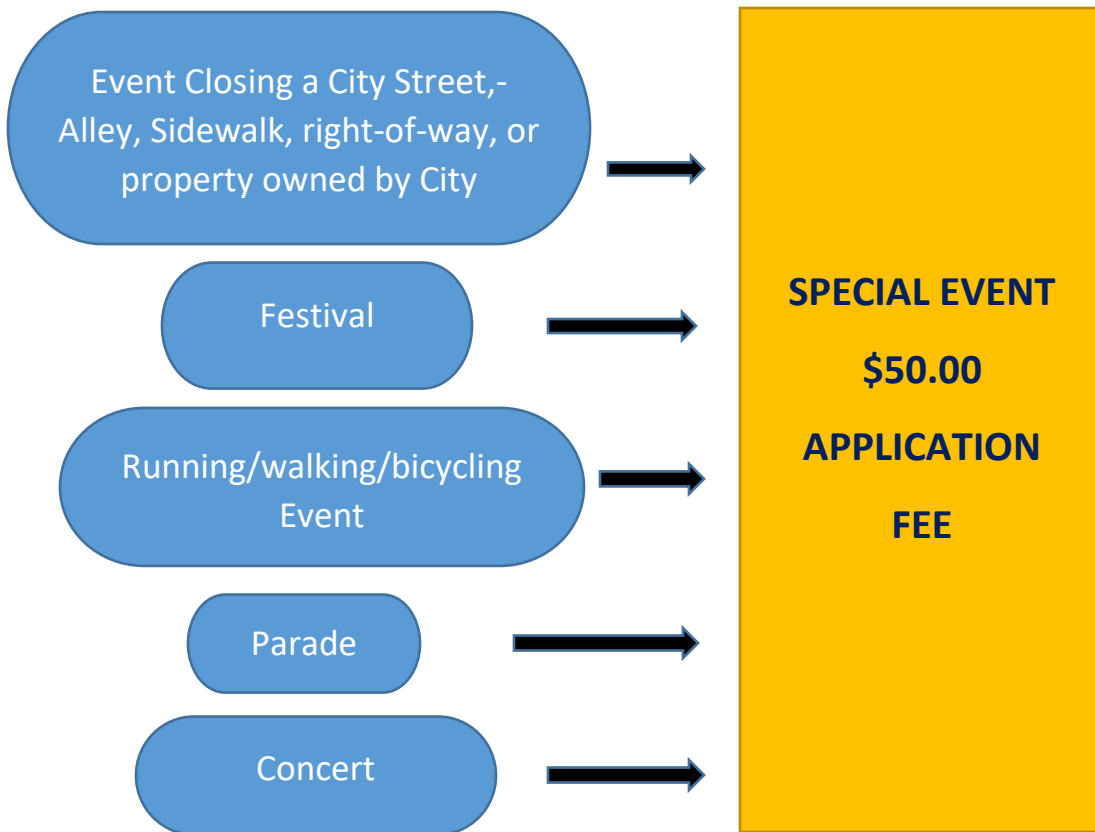 Event Closing a City Street,-
Alley, Sidewalk, right-of-way, or
property owned by City
Festival
Running/walking/bicycling
Event
Parade
Concert
SPECIAL EVENT
$50.00
APPLICATION
FEE